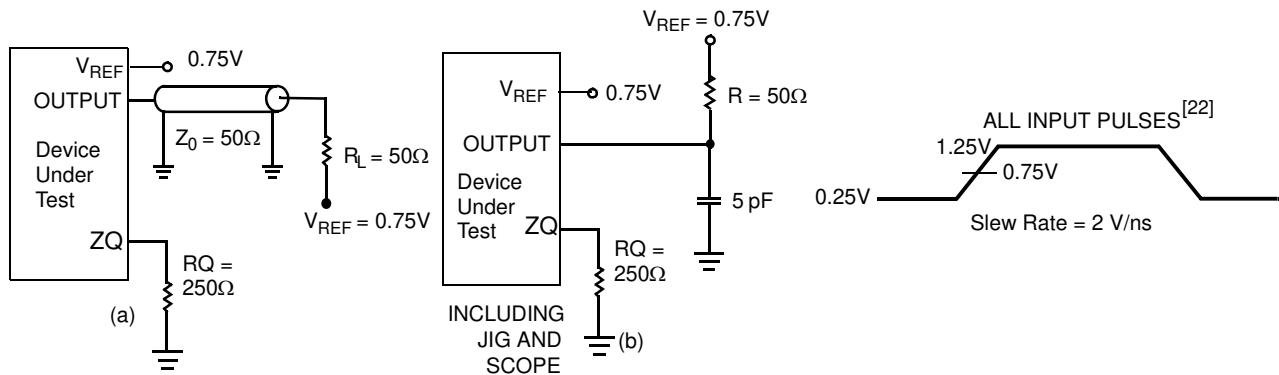 V_REF 0.75V
OUTPUT
Z_0 = 50Ω
Device
Under
Test
R_L = 50Ω
V_REF = 0.75V
ZQ
RQ =
250Ω
(a)
V_REF = 0.75V
R = 50Ω
V_REF
0.75V
OUTPUT
Device
Under
Test
5 pF
ZQ
RQ =
250Ω
INCLUDING
JIG AND
SCOPE
(b)
ALL INPUT PULSES[22]
1.25V
0.75V
0.25V
Slew Rate = 2 V/ns